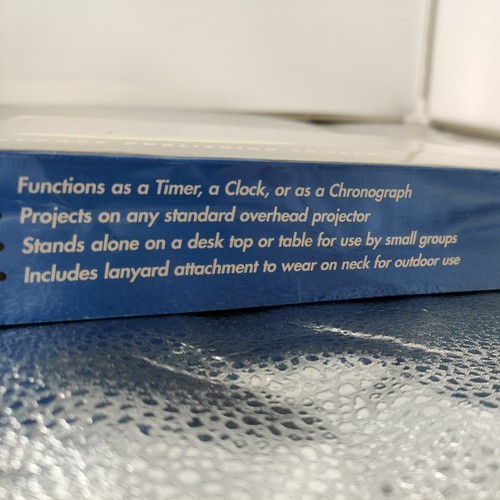 Functions as a Timer, a Clock, or as a Chronograph
Projects on any standard overhead projector
Stands alone on a desk top or table for use by small groups
Includes lanyard attachment to wear on neck for outdoor use